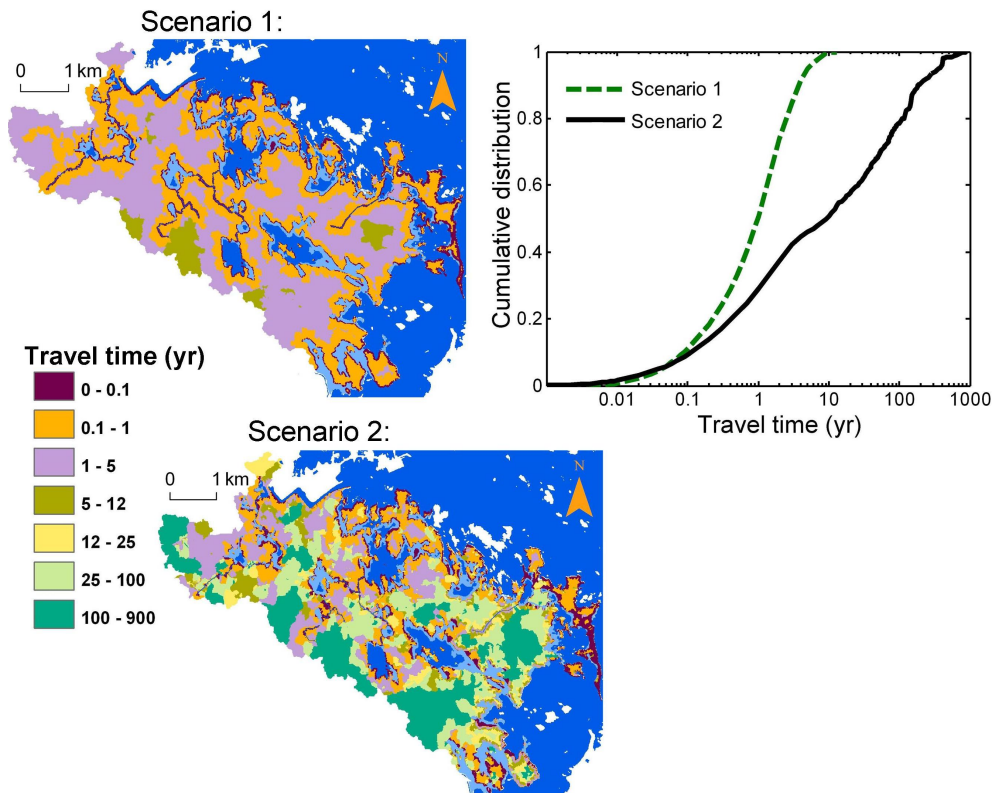 Scenario 1:
0 1 km
N
Travel time (yr)
0 - 0.1
0.1 - 1
1 - 5
5 - 12
12 - 25
25 - 100
100 - 900
Scenario 2:
0 1 km
N
Cumulative distribution
1
0.8
0.6
0.4
0.2
0
Scenario 1
Scenario 2
0.01 0.1 1 10 100 1000
Travel time (yr)